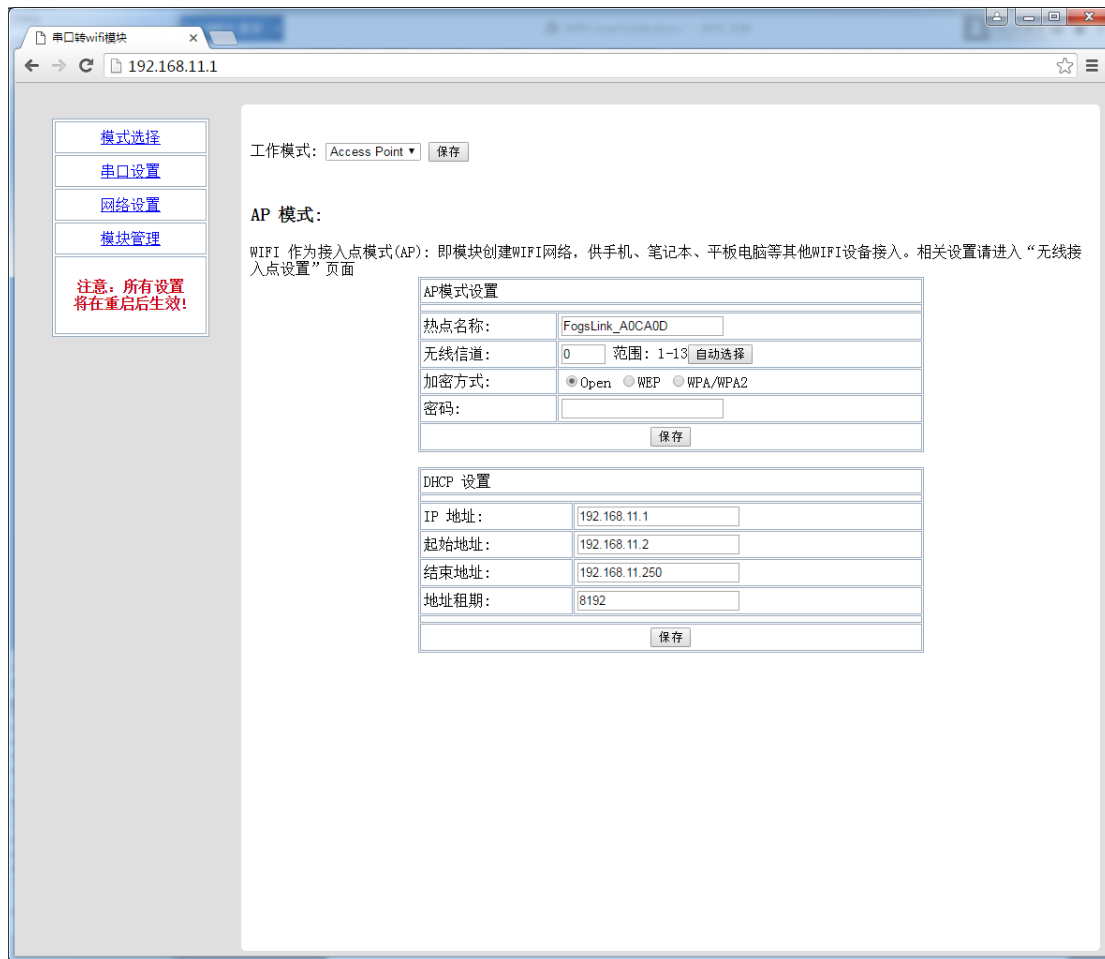 串口转wifi模块
192.168.11.1
模式选择
串口设置
网络设置
模块管理
注意：所有设置
将在重启后生效!
工作模式: Access Point 保存
AP 模式:
WIFI 作为接入点模式(AP): 即模块创建WIFI网络, 供手机、笔记本、平板电脑等其他WIFI设备接入。相关设置请进入“无线接
入点设置”页面
AP模式设置
热点名称: FogsLink_A0CA0D
无线信道: 0 范围: 1-13 自动选择
加密方式: Open WEP WPA/WPA2
密码:
保存
DHCP 设置
IP 地址: 192.168.11.1
起始地址: 192.168.11.2
结束地址: 192.168.11.250
地址租期: 8192
保存